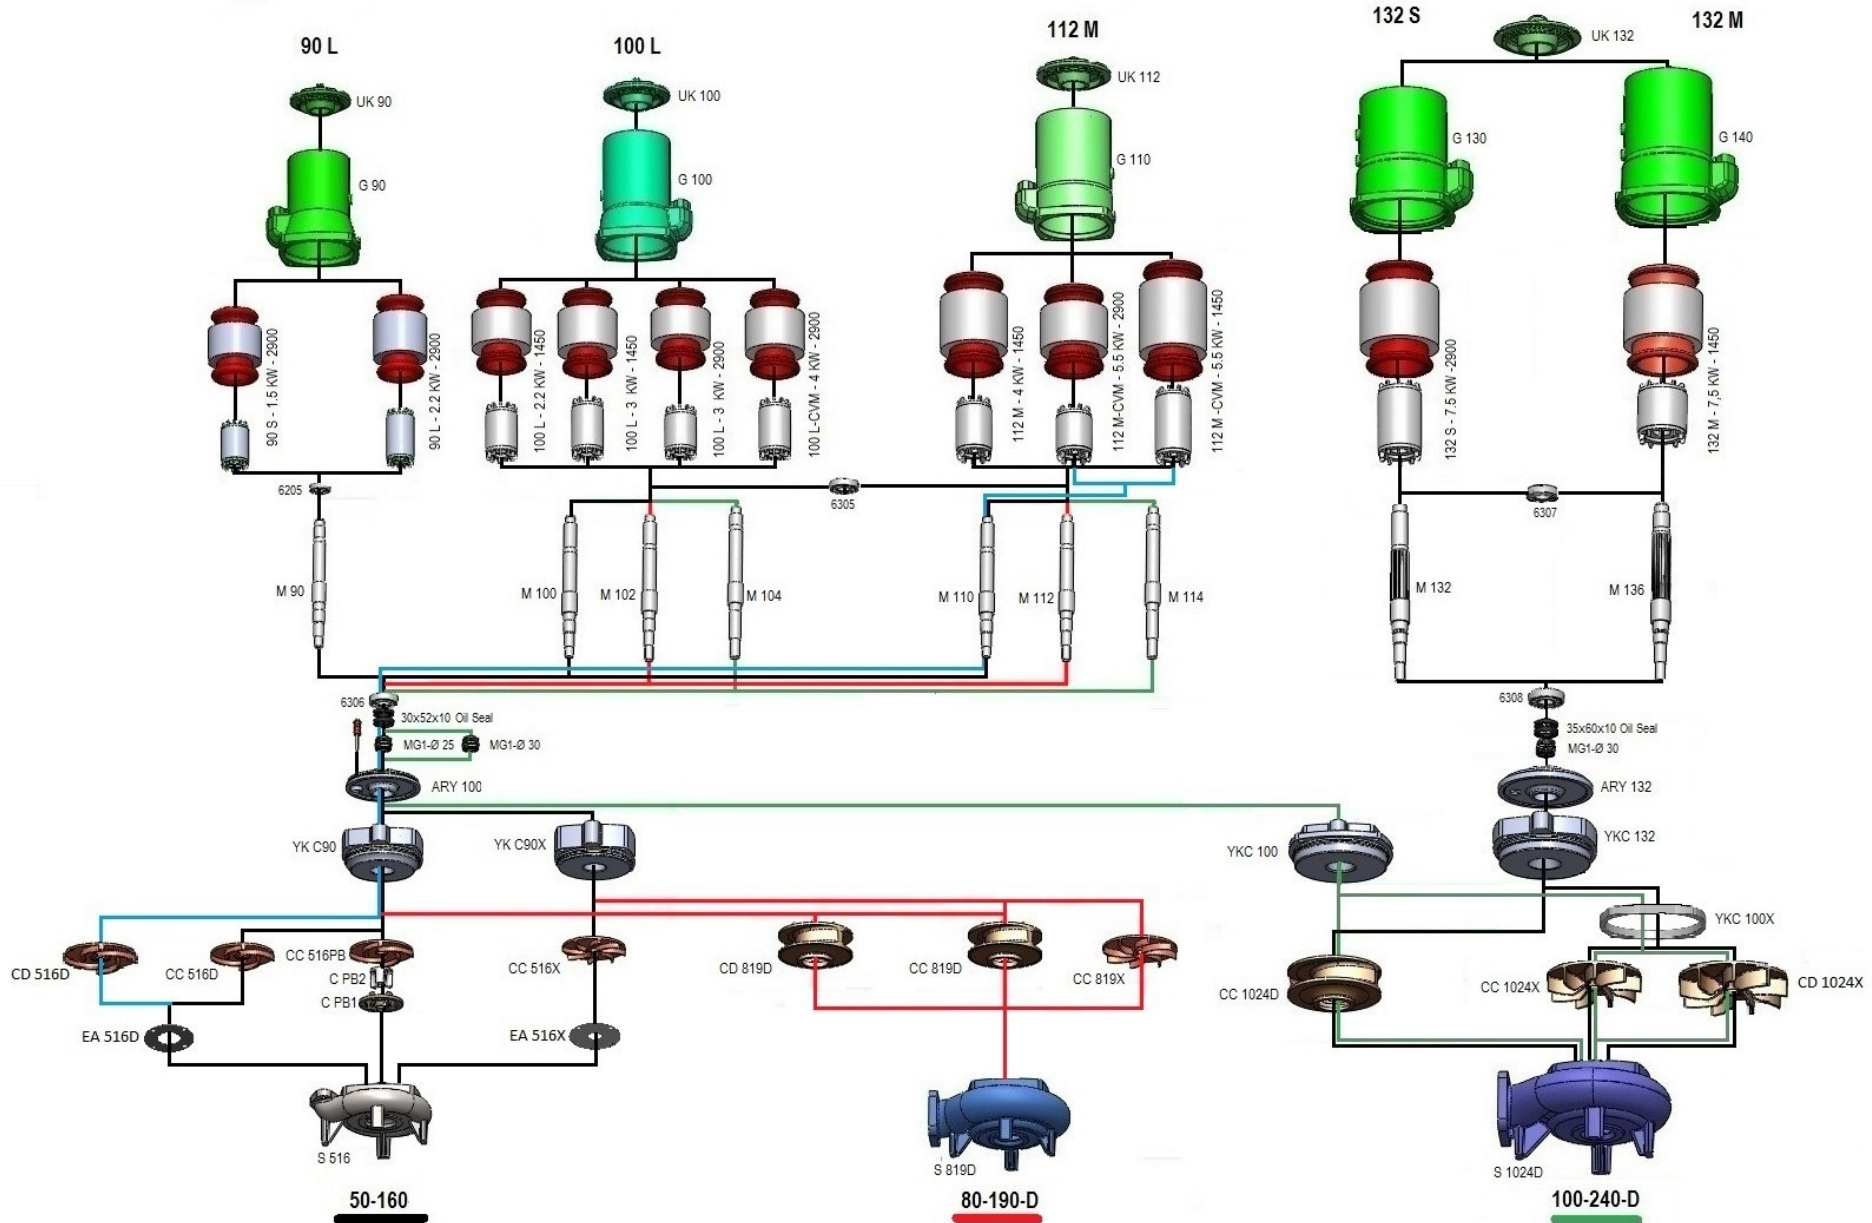 90 L
100 L
112 M
132 S
132 M
UK 90
UK 100
UK 112
UK 132
G 90
G 100
G 110
G 130
G 140
90 S - 1.5 KW - 2900
90 L - 2.2 KW - 2900
100 L - 2.2 KW - 1450
100 L - 3 KW - 1450
100 L - 3 KW - 2900
100 L-CVM - 4 KW - 2900
112 M - 4 KW - 1450
112 M-CVM - 5.5 KW - 2900
112 M -CVM - 5.5 KW - 1450
132 S - 7.5 KW - 2900
132 M - 7,5 KW - 1450
6205
6305
6307
M 90
M 100
M 102
M 104
M 110
M 112
M 114
M 132
M 136
6306
30x52x10 Oil Seal
MG1-Ø 25
MG1-Ø 30
6308
35x60x10 Oil Seal
MG1-Ø 30
ARY 100
ARY 132
YK C90
YK C90X
YKC 100
YKC 132
YKC 100X
CD 516D
CC 516D
CC 516PB
C PB2
C PB1
CC 516X
CD 819D
CC 819D
CC 819X
CC 1024D
CC 1024X
CD 1024X
EA 516D
EA 516X
S 516
S 819D
S 1024D
50-160
80-190-D
100-240-D